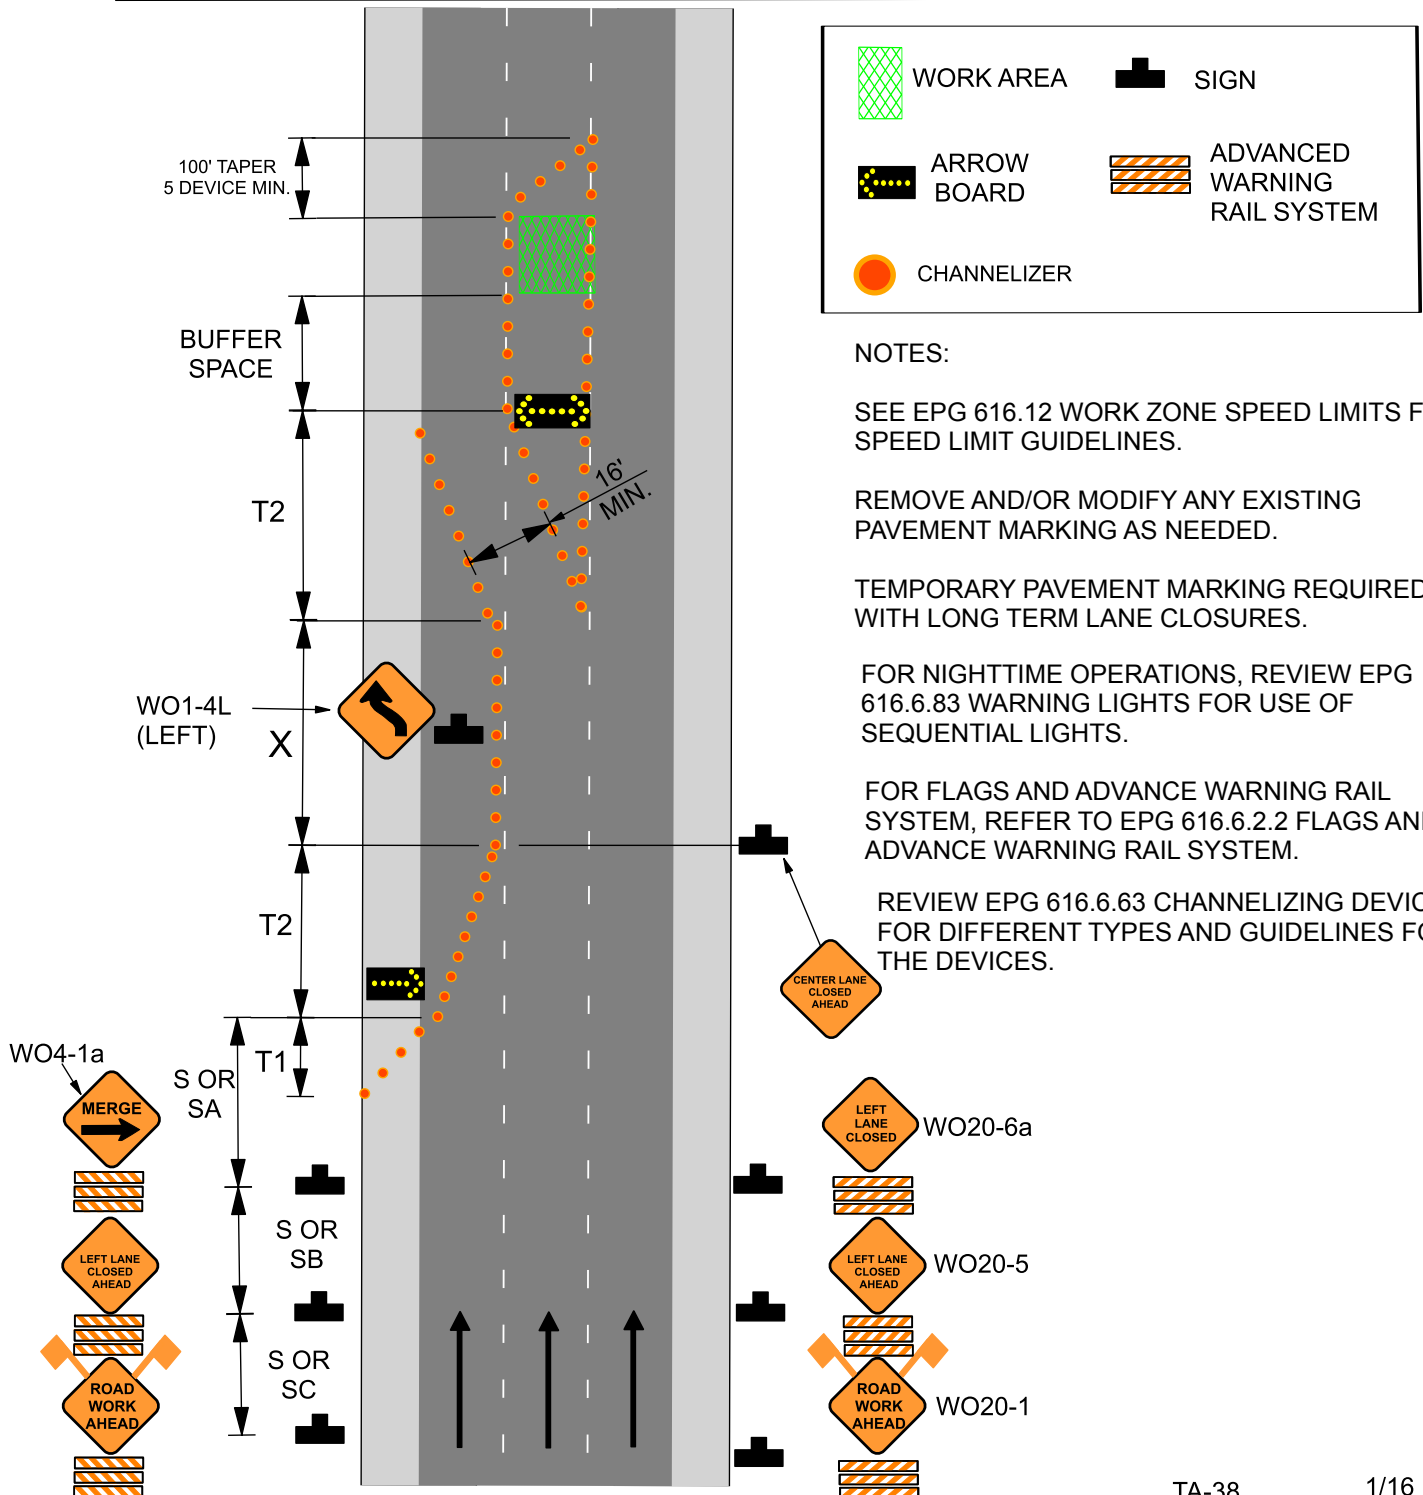 100' TAPER
5 DEVICE MIN.
BUFFER
SPACE
T2
16'
MIN.
WO1-4L
(LEFT)
X
T2
T1
S OR
SA
WO4-1a
MERGE
S OR
SB
LEFT LANE
CLOSED
AHEAD
S OR
SC
ROAD
WORK
AHEAD
WORK AREA
SIGN
ARROW
BOARD
ADVANCED
WARNING
RAIL SYSTEM
CHANNELIZER
NOTES:
SEE EPG 616.12 WORK ZONE SPEED LIMITS
SPEED LIMIT GUIDELINES.
REMOVE AND/OR MODIFY ANY EXISTING
PAVEMENT MARKING AS NEEDED.
TEMPORARY PAVEMENT MARKING REQUIRED
WITH LONG TERM LANE CLOSURES.
FOR NIGHTTIME OPERATIONS, REVIEW EPG
616.6.83 WARNING LIGHTS FOR USE OF
SEQUENTIAL LIGHTS.
FOR FLAGS AND ADVANCE WARNING RAIL
SYSTEM, REFER TO EPG 616.6.2.2 FLAGS
ADVANCE WARNING RAIL SYSTEM.
REVIEW EPG 616.6.63 CHANNELIZING
FOR DIFFERENT TYPES AND GUIDELINES
THE DEVICES.
CENTER LANE
CLOSED
AHEAD
LEFT
LANE
CLOSED
WO20-6a
LEFT LANE
CLOSED
AHEAD
WO20-5
ROAD
WORK
AHEAD
WO20-1
TA-38
1/16